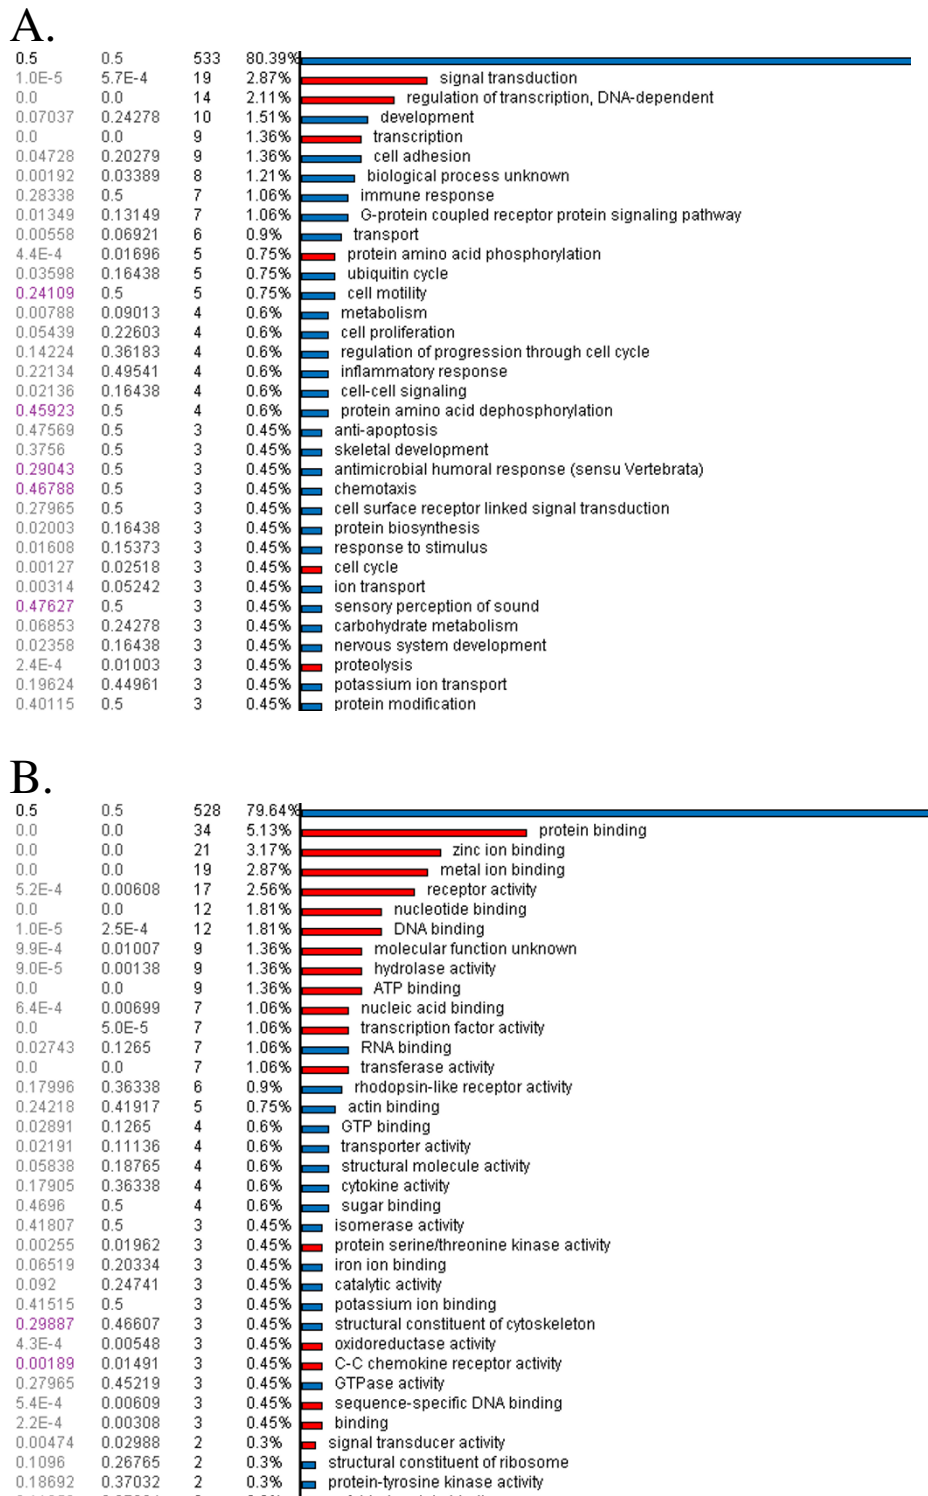 A.
0.5 0.5 533 80.39%
1.0E-5 5.7E-4 19 2.87% signal transduction
0.0 0.0 14 2.11% regulation of transcription, DNA-dependent
0.07037 0.24278 10 1.51% development
0.0 0.0 9 1.36% transcription
0.04728 0.20279 9 1.36% cell adhesion
0.00192 0.03389 8 1.21% biological process unknown
0.28338 0.5 7 1.06% immune response
0.01349 0.13149 7 1.06% G-protein coupled receptor protein signaling pathway
0.00558 0.06921 6 0.9% transport
4.4E-4 0.01696 5 0.75% protein amino acid phosphorylation
0.03598 0.16438 5 0.75% ubiquitin cycle
0.24109 0.5 5 0.75% cell motility
0.00788 0.09013 4 0.6% metabolism
0.05439 0.22603 4 0.6% cell proliferation
0.14224 0.36183 4 0.6% regulation of progression through cell cycle
0.22134 0.49541 4 0.6% inflammatory response
0.02136 0.16438 4 0.6% cell-cell signaling
0.45923 0.5 4 0.6% protein amino acid dephosphorylation
0.47569 0.5 3 0.45% anti-apoptosis
0.3756 0.5 3 0.45% skeletal development
0.29043 0.5 3 0.45% antimicrobial humoral response (sensu Vertebrata)
0.46788 0.5 3 0.45% chemotaxis
0.27965 0.5 3 0.45% cell surface receptor linked signal transduction
0.02003 0.16438 3 0.45% protein biosynthesis
0.01608 0.15373 3 0.45% response to stimulus
0.00127 0.02518 3 0.45% cell cycle
0.00314 0.05242 3 0.45% ion transport
0.47627 0.5 3 0.45% sensory perception of sound
0.06853 0.24278 3 0.45% carbohydrate metabolism
0.02358 0.16438 3 0.45% nervous system development
2.4E-4 0.01003 3 0.45% proteolysis
0.19624 0.44961 3 0.45% potassium ion transport
0.40115 0.5 3 0.45% protein modification
B.
0.5 0.5 528 79.64%
0.0 0.0 34 5.13% protein binding
0.0 0.0 21 3.17% zinc ion binding
0.0 0.0 19 2.87% metal ion binding
5.2E-4 0.00608 17 2.56% receptor activity
0.0 0.0 12 1.81% nucleotide binding
1.0E-5 2.5E-4 12 1.81% DNA binding
9.9E-4 0.01007 9 1.36% molecular function unknown
9.0E-5 0.00138 9 1.36% hydrolase activity
0.0 0.0 9 1.36% ATP binding
6.4E-4 0.00699 7 1.06% nucleic acid binding
0.0 5.0E-5 7 1.06% transcription factor activity
0.02743 0.1265 7 1.06% RNA binding
0.0 0.0 7 1.06% transferase activity
0.17996 0.36338 6 0.9% rhodopsin-like receptor activity
0.24218 0.41917 5 0.75% actin binding
0.02891 0.1265 4 0.6% GTP binding
0.02191 0.11136 4 0.6% transporter activity
0.05838 0.18765 4 0.6% structural molecule activity
0.17905 0.36338 4 0.6% cytokine activity
0.4696 0.5 4 0.6% sugar binding
0.41807 0.5 3 0.45% isomerase activity
0.00255 0.01962 3 0.45% protein serine/threonine kinase activity
0.06519 0.20334 3 0.45% iron ion binding
0.092 0.24741 3 0.45% catalytic activity
0.41515 0.5 3 0.45% potassium ion binding
0.29887 0.46607 3 0.45% structural constituent of cytoskeleton
4.3E-4 0.00548 3 0.45% oxidoreductase activity
0.00189 0.01491 3 0.45% C-C chemokine receptor activity
0.27965 0.45219 3 0.45% GTPase activity
5.4E-4 0.00609 3 0.45% sequence-specific DNA binding
2.2E-4 0.00308 3 0.45% binding
0.00474 0.02988 2 0.3% signal transducer activity
0.1096 0.26765 2 0.3% structural constituent of ribosome
0.18692 0.37032 2 0.3% protein-tyrosine kinase activity